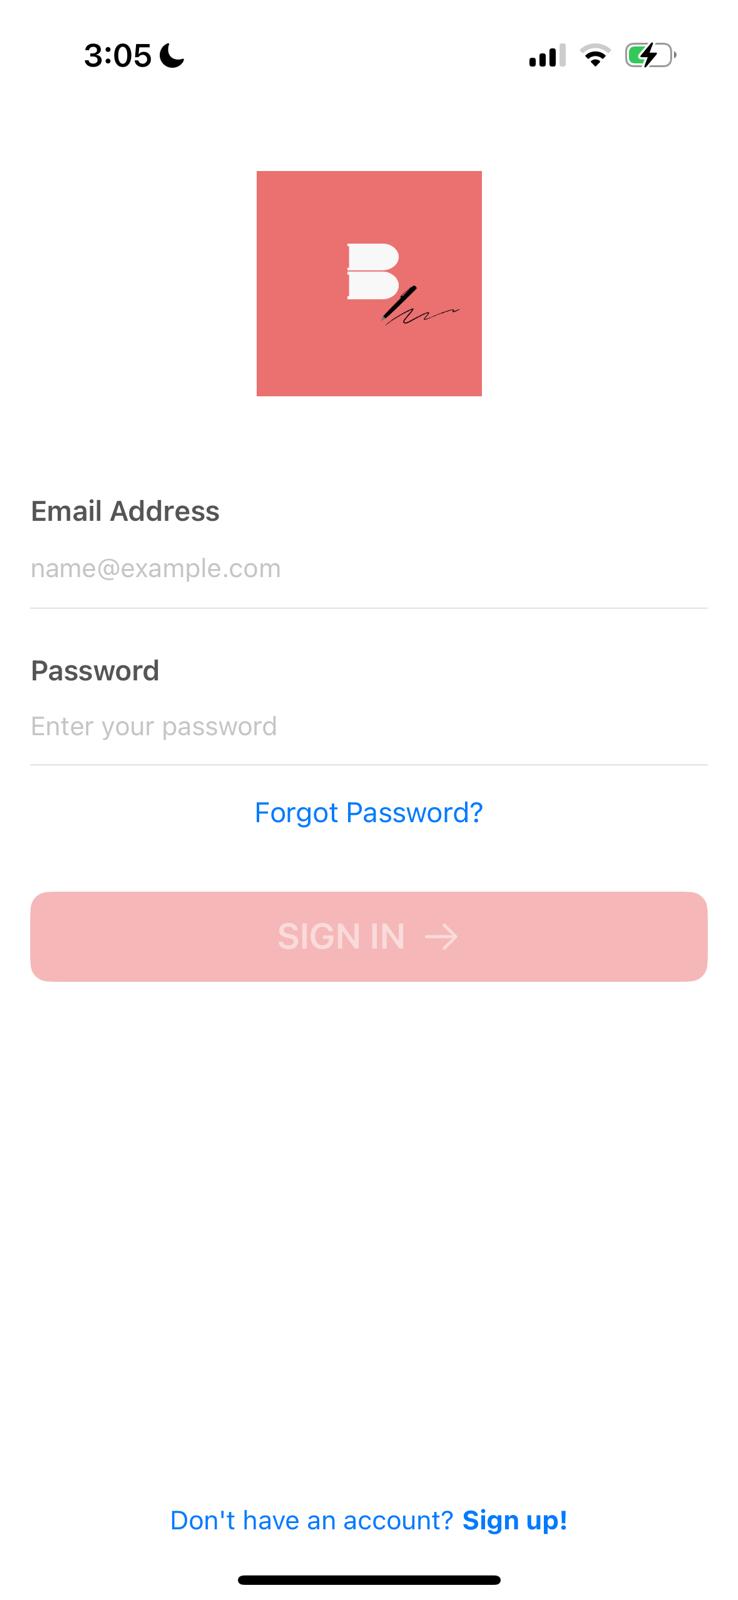 3:05
B
Email Address
name@example.com
Password
Enter your password
Forgot Password?
SIGN IN →
Don't have an account? Sign up!